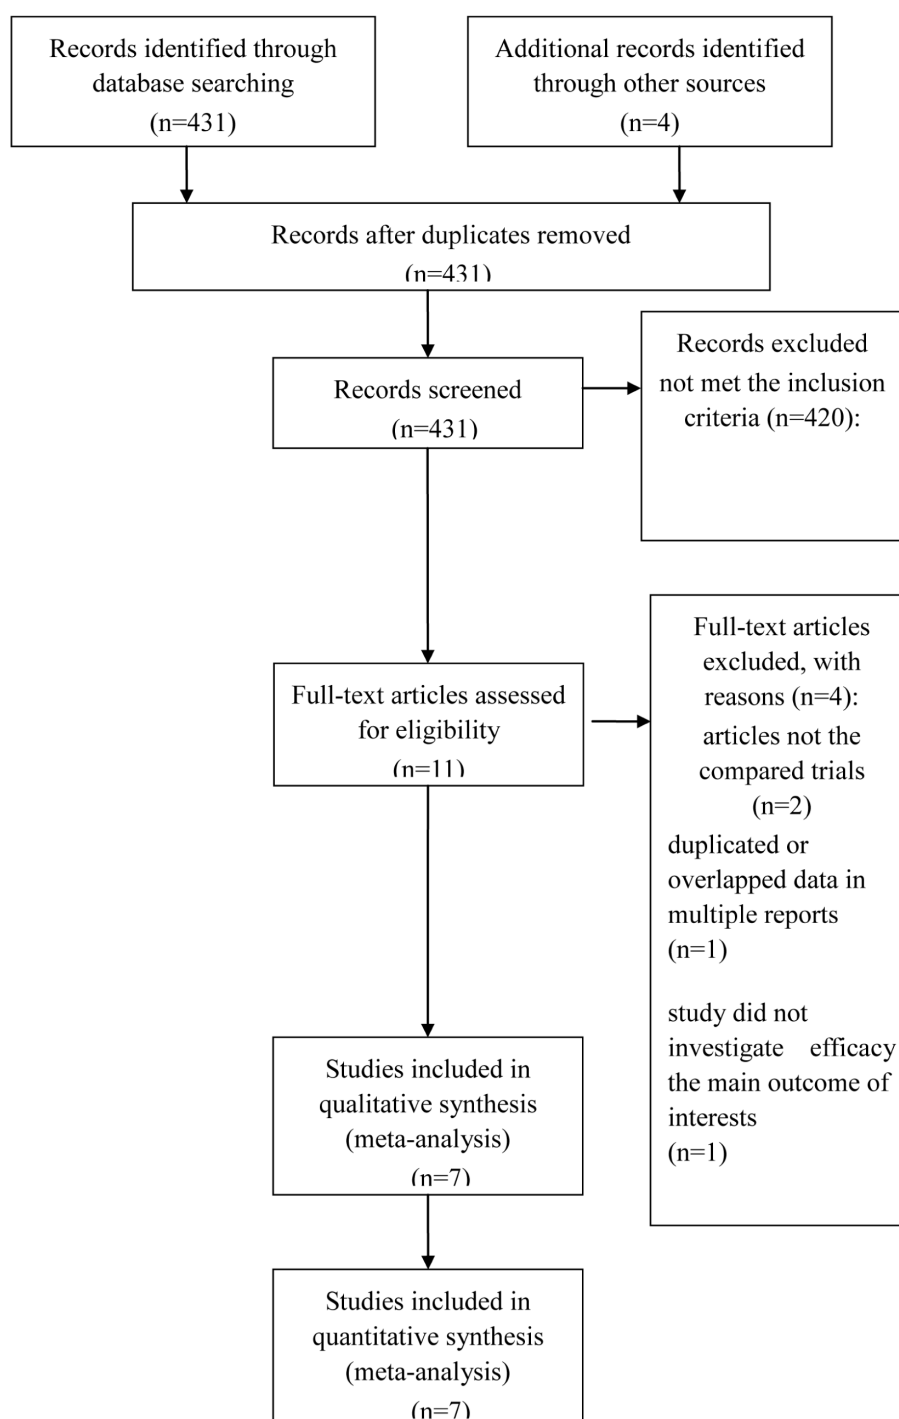 Records identified through
database searching
(n=431)
Additional records identified
through other sources
(n=4)
Records after duplicates removed
(n=431)
Records screened
(n=431)
Records excluded
not met the inclusion
criteria (n=420):
Full-text articles assessed
for eligibility
(n=11)
Full-text articles
excluded, with
reasons (n=4):
articles not the
compared trials
(n=2)
duplicated or
overlapped data in
multiple reports
(n=1)
study did not
investigate efficacy
the main outcome of
interests
(n=1)
Studies included in
qualitative synthesis
(meta-analysis)
(n=7)
Studies included in
quantitative synthesis
(meta-analysis)
(n=7)